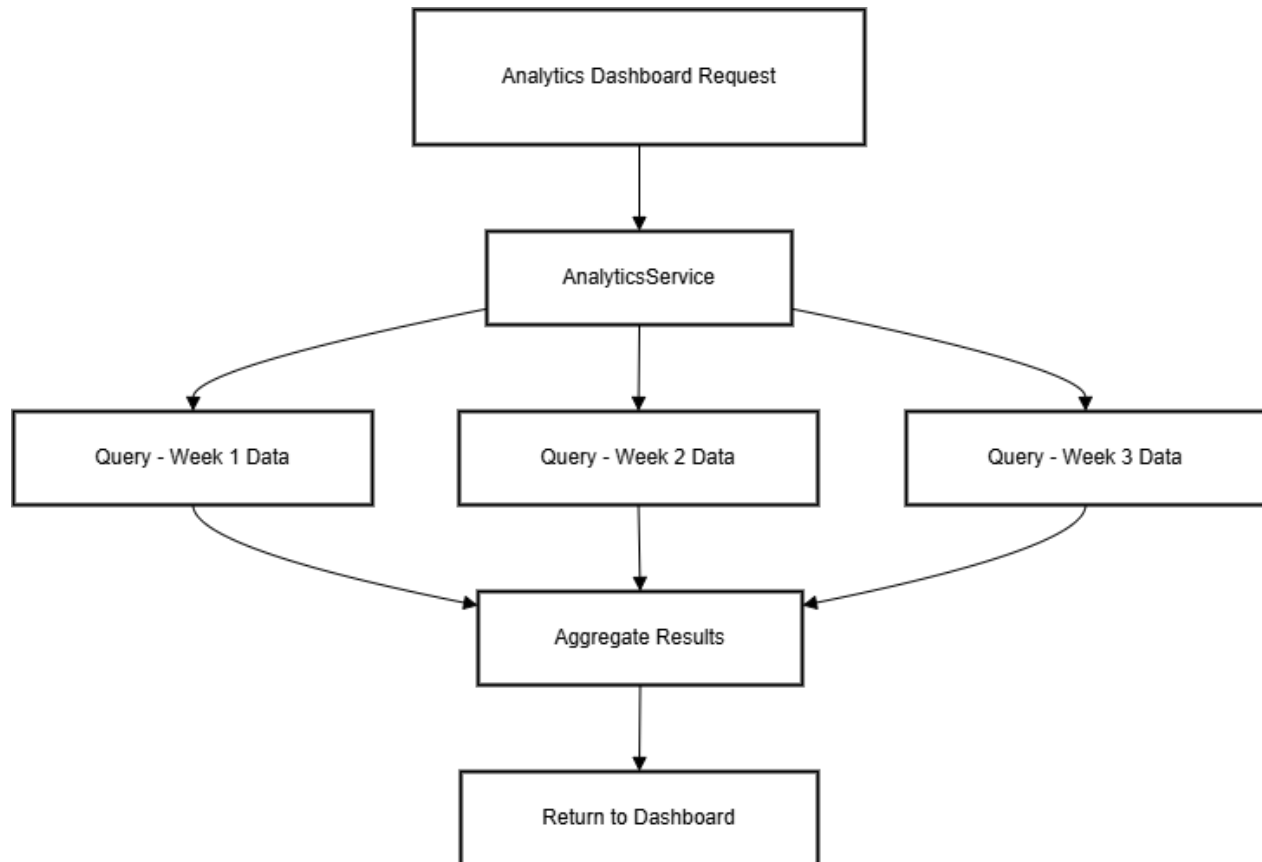 Analytics Dashboard Request
AnalyticsService
Query - Week 1 Data
Query - Week 2 Data
Query - Week 3 Data
Aggregate Results
Return to Dashboard